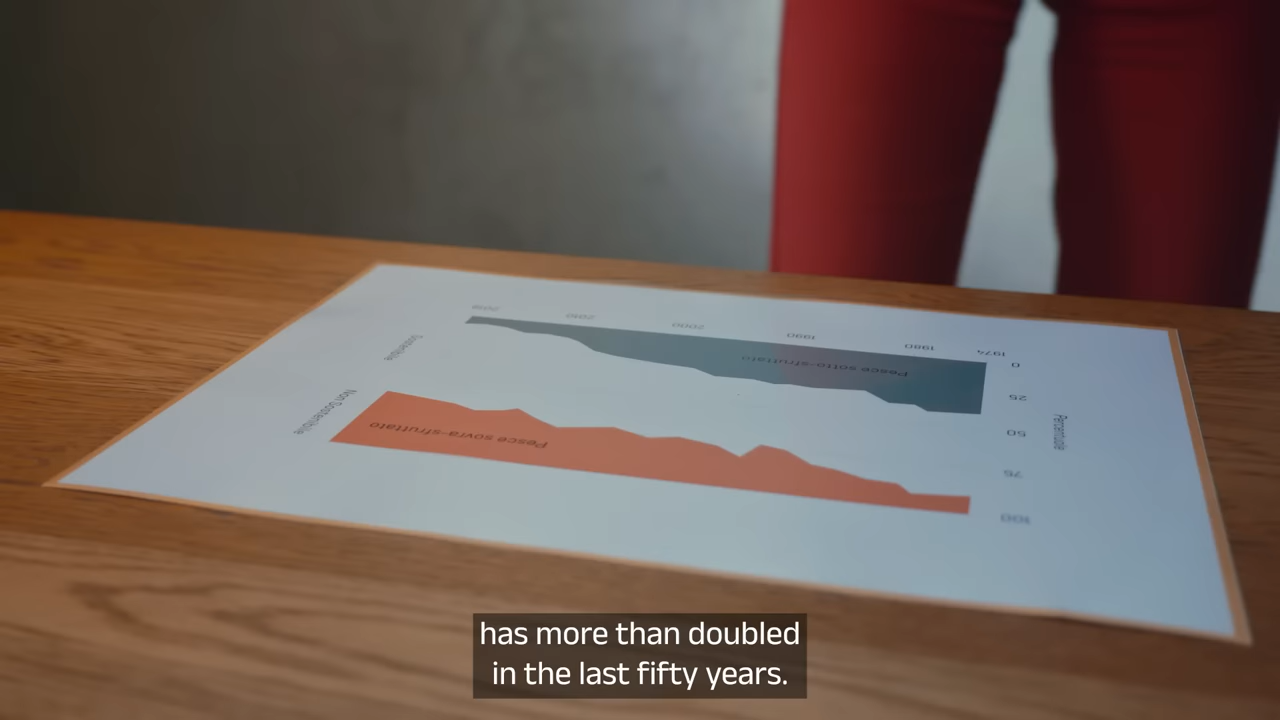 100
75
50
25
0
Percentuale
Pesce sovra-sfruttato
Non Sostenibile
Pesce sotto-sfruttato
Sostenibile
1974
1980
1990
2000
2010
has more than doubled
in the last fifty years.